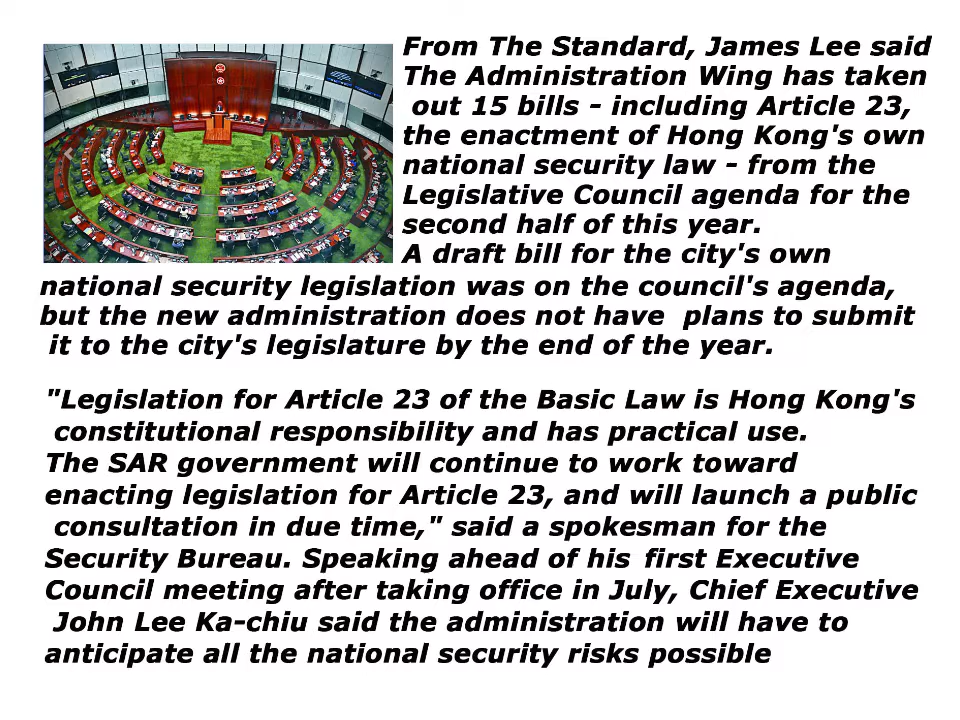 From The Standard, James Lee said
The Administration Wing has taken
out 15 bills - including Article 23,
the enactment of Hong Kong's own
national security law - from the
Legislative Council agenda for the
second half of this year.
A draft bill for the city's own
national security legislation was on the council's agenda,
but the new administration does not have plans to submit
it to the city's legislature by the end of the year.
"Legislation for Article 23 of the Basic Law is Hong Kong's
constitutional responsibility and has practical use.
The SAR government will continue to work toward
enacting legislation for Article 23, and will launch a public
consultation in due time," said a spokesman for the
Security Bureau. Speaking ahead of his first Executive
Council meeting after taking office in July, Chief Executive
John Lee Ka-chiu said the administration will have to
anticipate all the national security risks possible